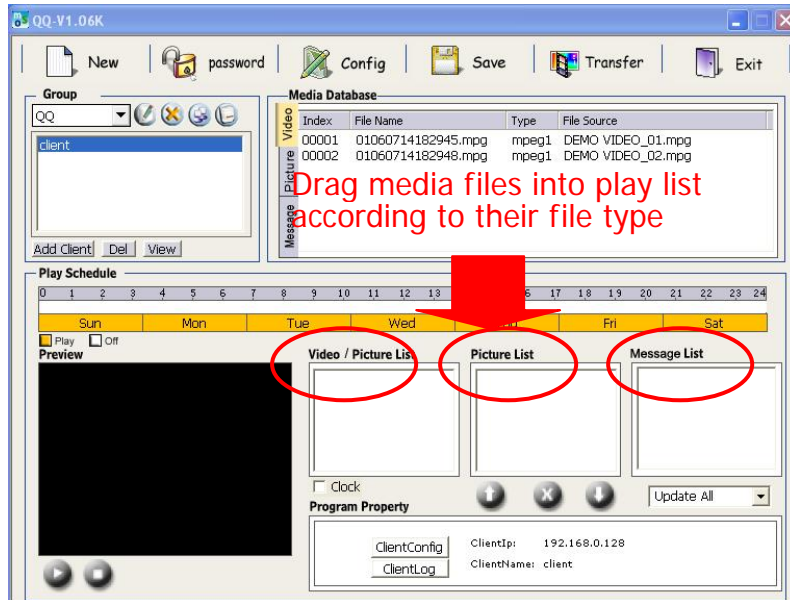 QQ-V1.06K
New password Config Save Transfer Exit
Group
QQ
client
Add Client Del View
Media Database
Video
Picture
Message
Index File Name Type File Source
00001 01060714182945.mpg mpeg1 DEMO VIDEO_01.mpg
00002 01060714182948.mpg mpeg1 DEMO VIDEO_02.mpg
Drag media files into play list
according to their file type
Play Schedule
0 1 2 3 4 5 6 7 8 9 10 11 12 13 17 18 19 20 21 22 23 24
Sun Mon Tue Wed Fri Sat
Play Off
Preview
Video / Picture List
Picture List
Message List
Clock
Update All
Program Property
ClientConfig
ClientLog
ClientIp: 192.168.0.128
ClientName: client